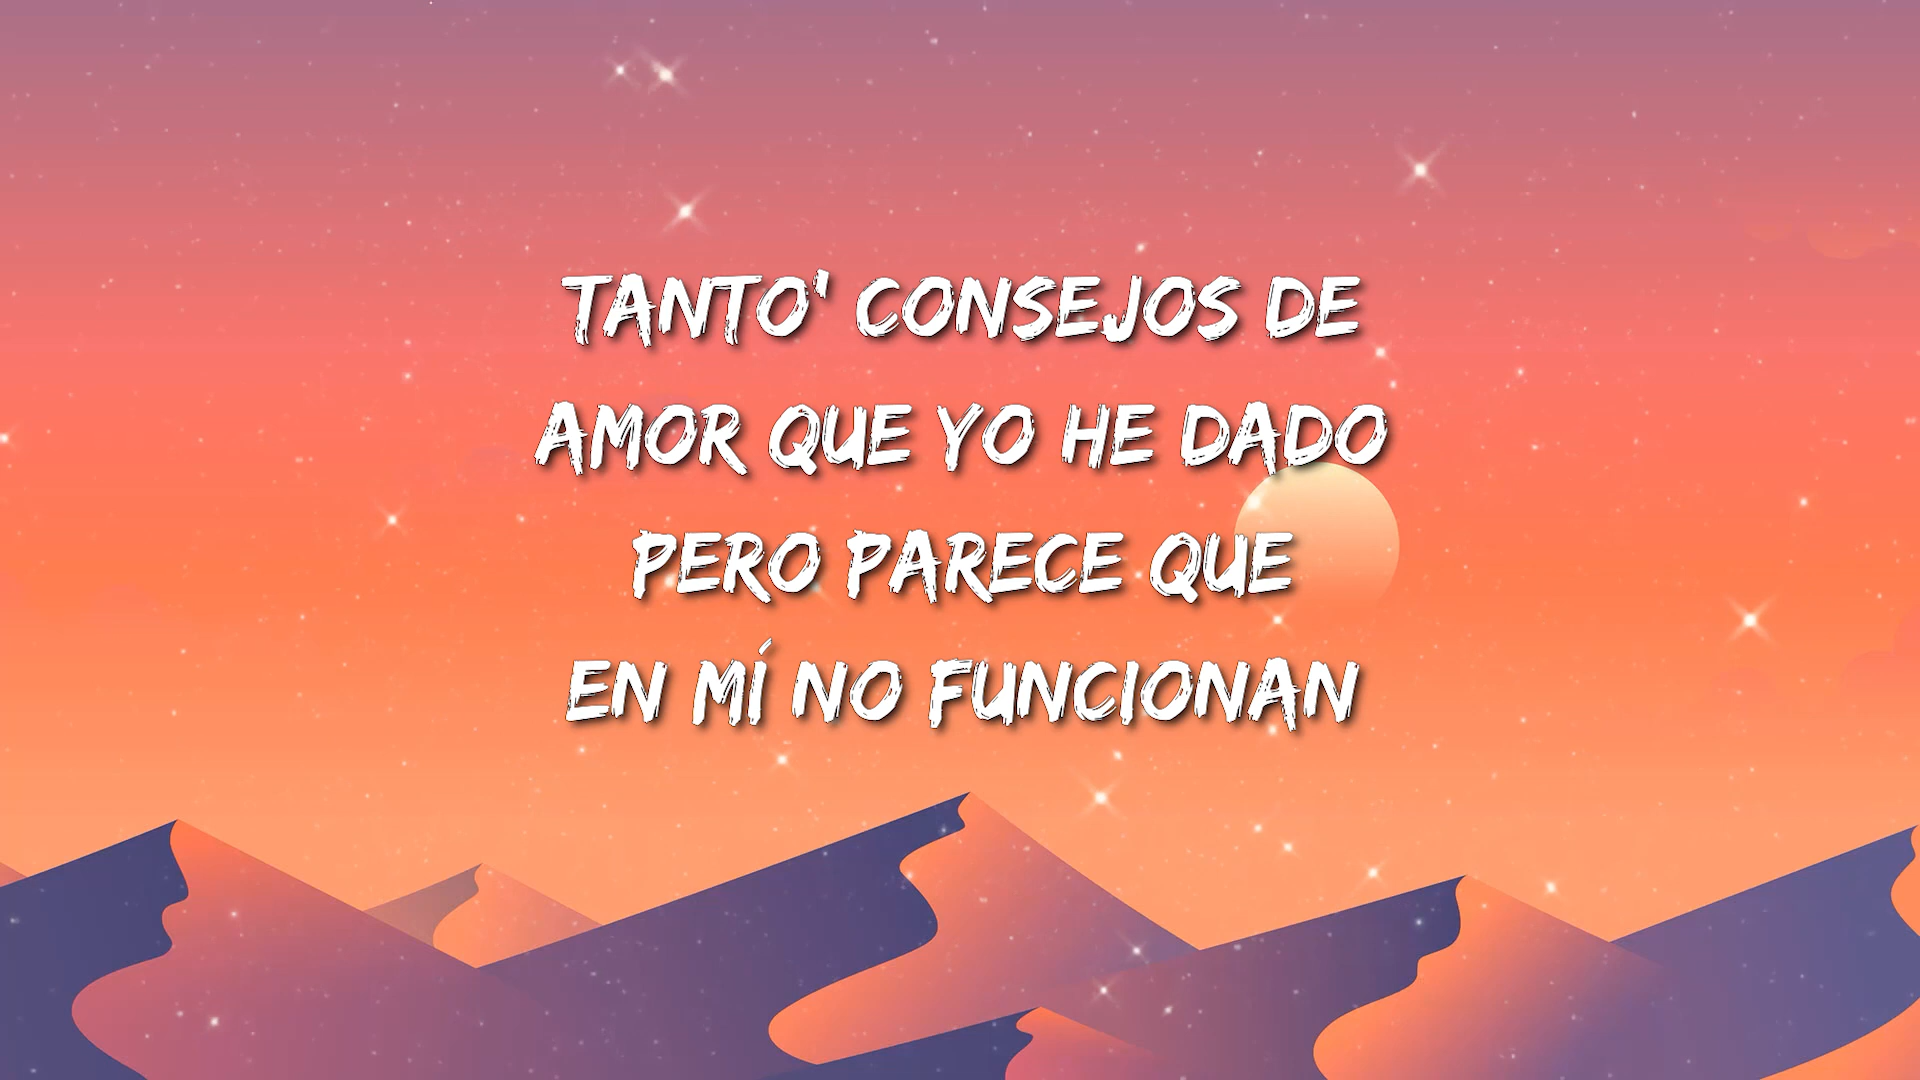 TANTO' CONSEJOS DE
AMOR QUE YO HE DADO
PERO PARECE QUE
EN MÍ NO FUNCIONAN